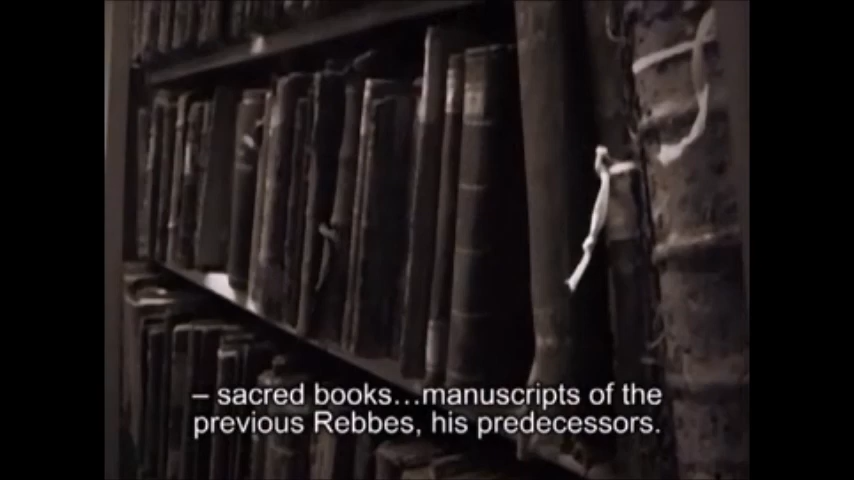 – sacred books…manuscripts of the
previous Rebbes, his predecessors.